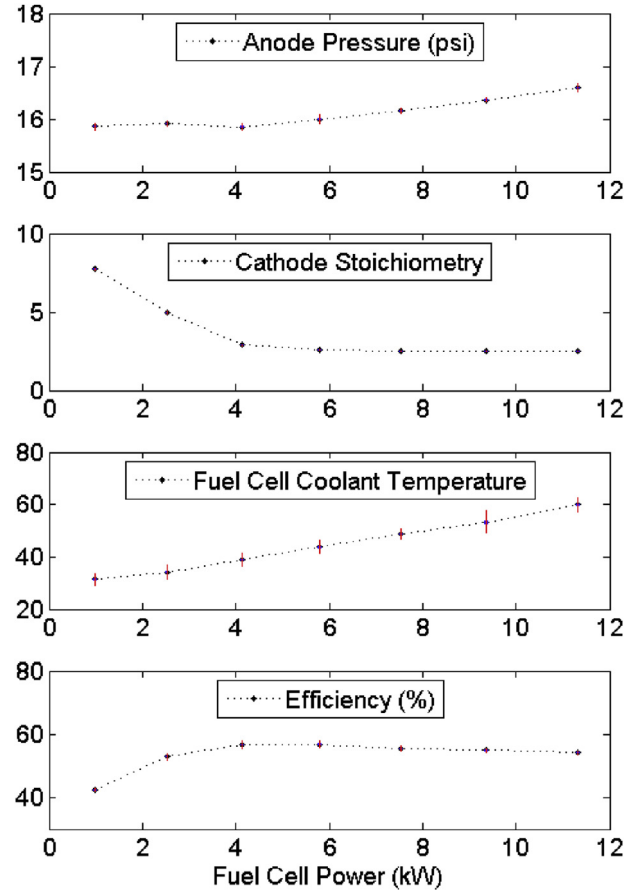 18
Anode Pressure (psi)
17
16
15
0 2 4 6 8 10 12
10
Cathode Stoichiometry
5
0
0 2 4 6 8 10 12
80
Fuel Cell Coolant Temperature
60
40
20
0 2 4 6 8 10 12
80
Efficiency (%)
60
40
0 2 4 6 8 10 12
Fuel Cell Power (kW)